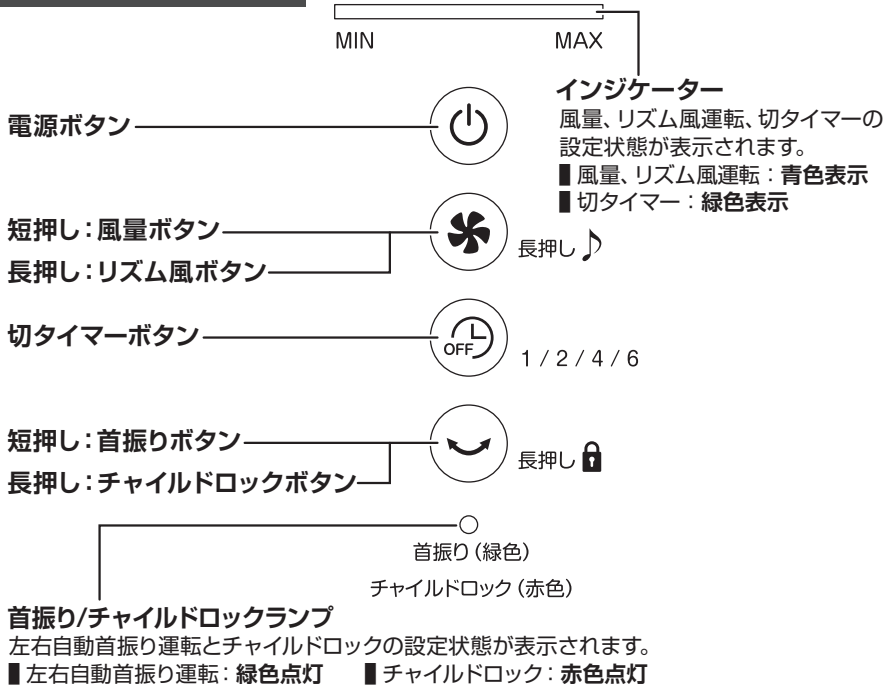 MIN MAX
インジケーター
風量、リズム風運転、切タイマーの
設定状態が表示されます。
■風量、リズム風運転：青色表示
■切タイマー：緑色表示
電源ボタン
短押し：風量ボタン
長押し：リズム風ボタン
長押し♪
切タイマーボタン
OFF
1 / 2 / 4 / 6
短押し：首振りボタン
長押し：チャイルドロックボタン
長押し
首振り（緑色）
チャイルドロック（赤色）
首振り/チャイルドロックランプ
左右自動首振り運転とチャイルドロックの設定状態が表示されます。
■左右自動首振り運転：緑色点灯 ■チャイルドロック：赤色点灯